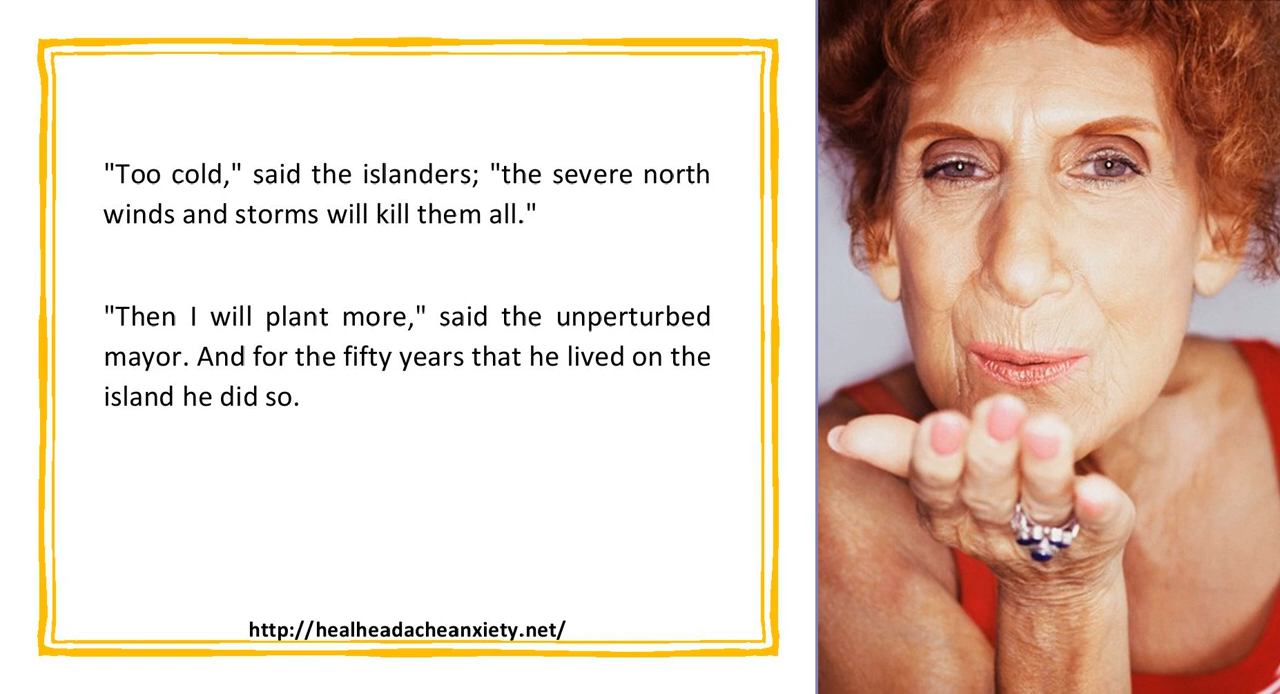 "Too cold," said the islanders; "the severe north
winds and storms will kill them all."
"Then I will plant more," said the unperturbed
mayor. And for the fifty years that he lived on the
island he did so.
http://healheadacheanxiety.net/